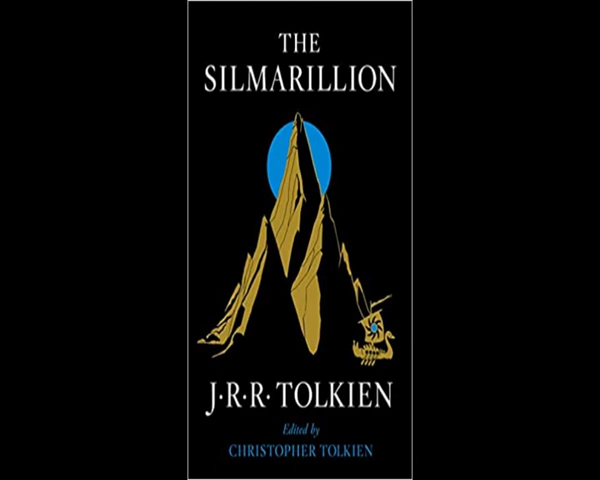 THE
SILMARILLION
J·R·R· TOLKIEN
Edited by
CHRISTOPHER TOLKIEN